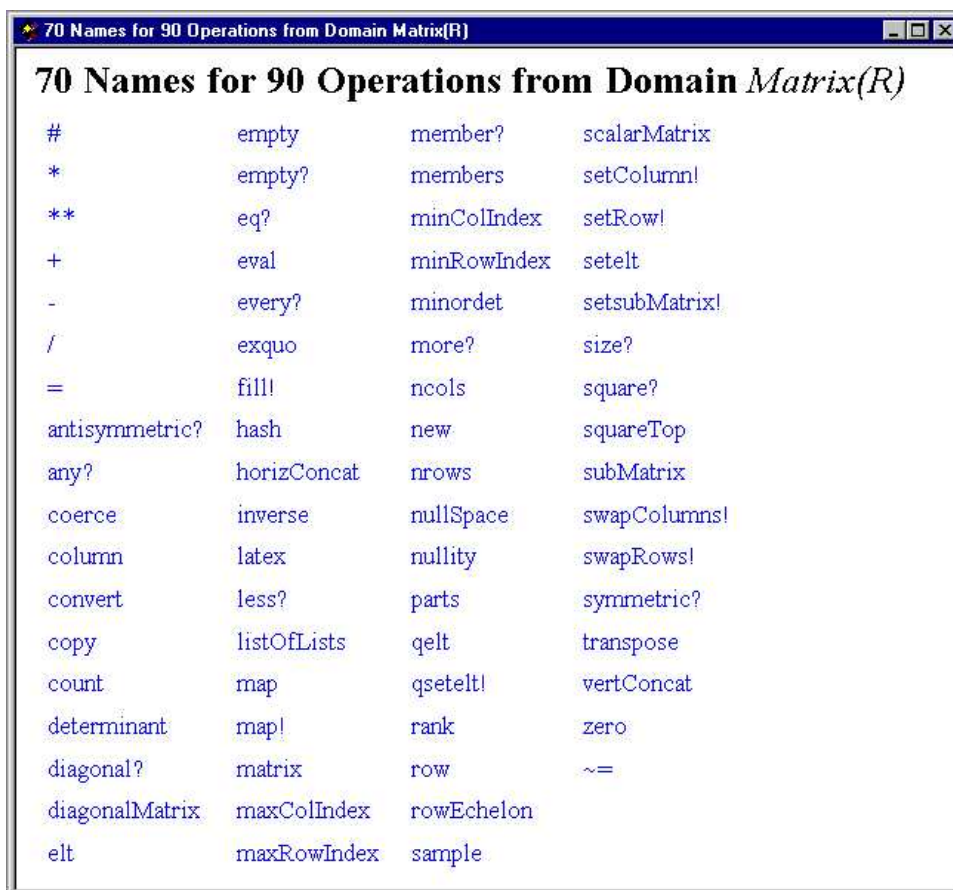 70 Names for 90 Operations from Domain Matrix(R)
70 Names for 90 Operations from Domain Matrix(R)
# empty member? scalarMatrix
* empty? members setColumn!
** eq? minColIndex setRow!
+ eval minRowIndex setelt
- every? minordet setsubMatrix!
/ exquo more? size?
= fill! ncols square?
antisymmetric? hash new squareTop
any? horizConcat nrows subMatrix
coerce inverse nullSpace swapColumns!
column latex nullity swapRows!
convert less? parts symmetric?
copy listOfLists qelt transpose
count map qsetelt! vertConcat
determinant map! rank zero
diagonal? matrix row ~=
diagonalMatrix maxColIndex rowEchelon
elt maxRowIndex sample